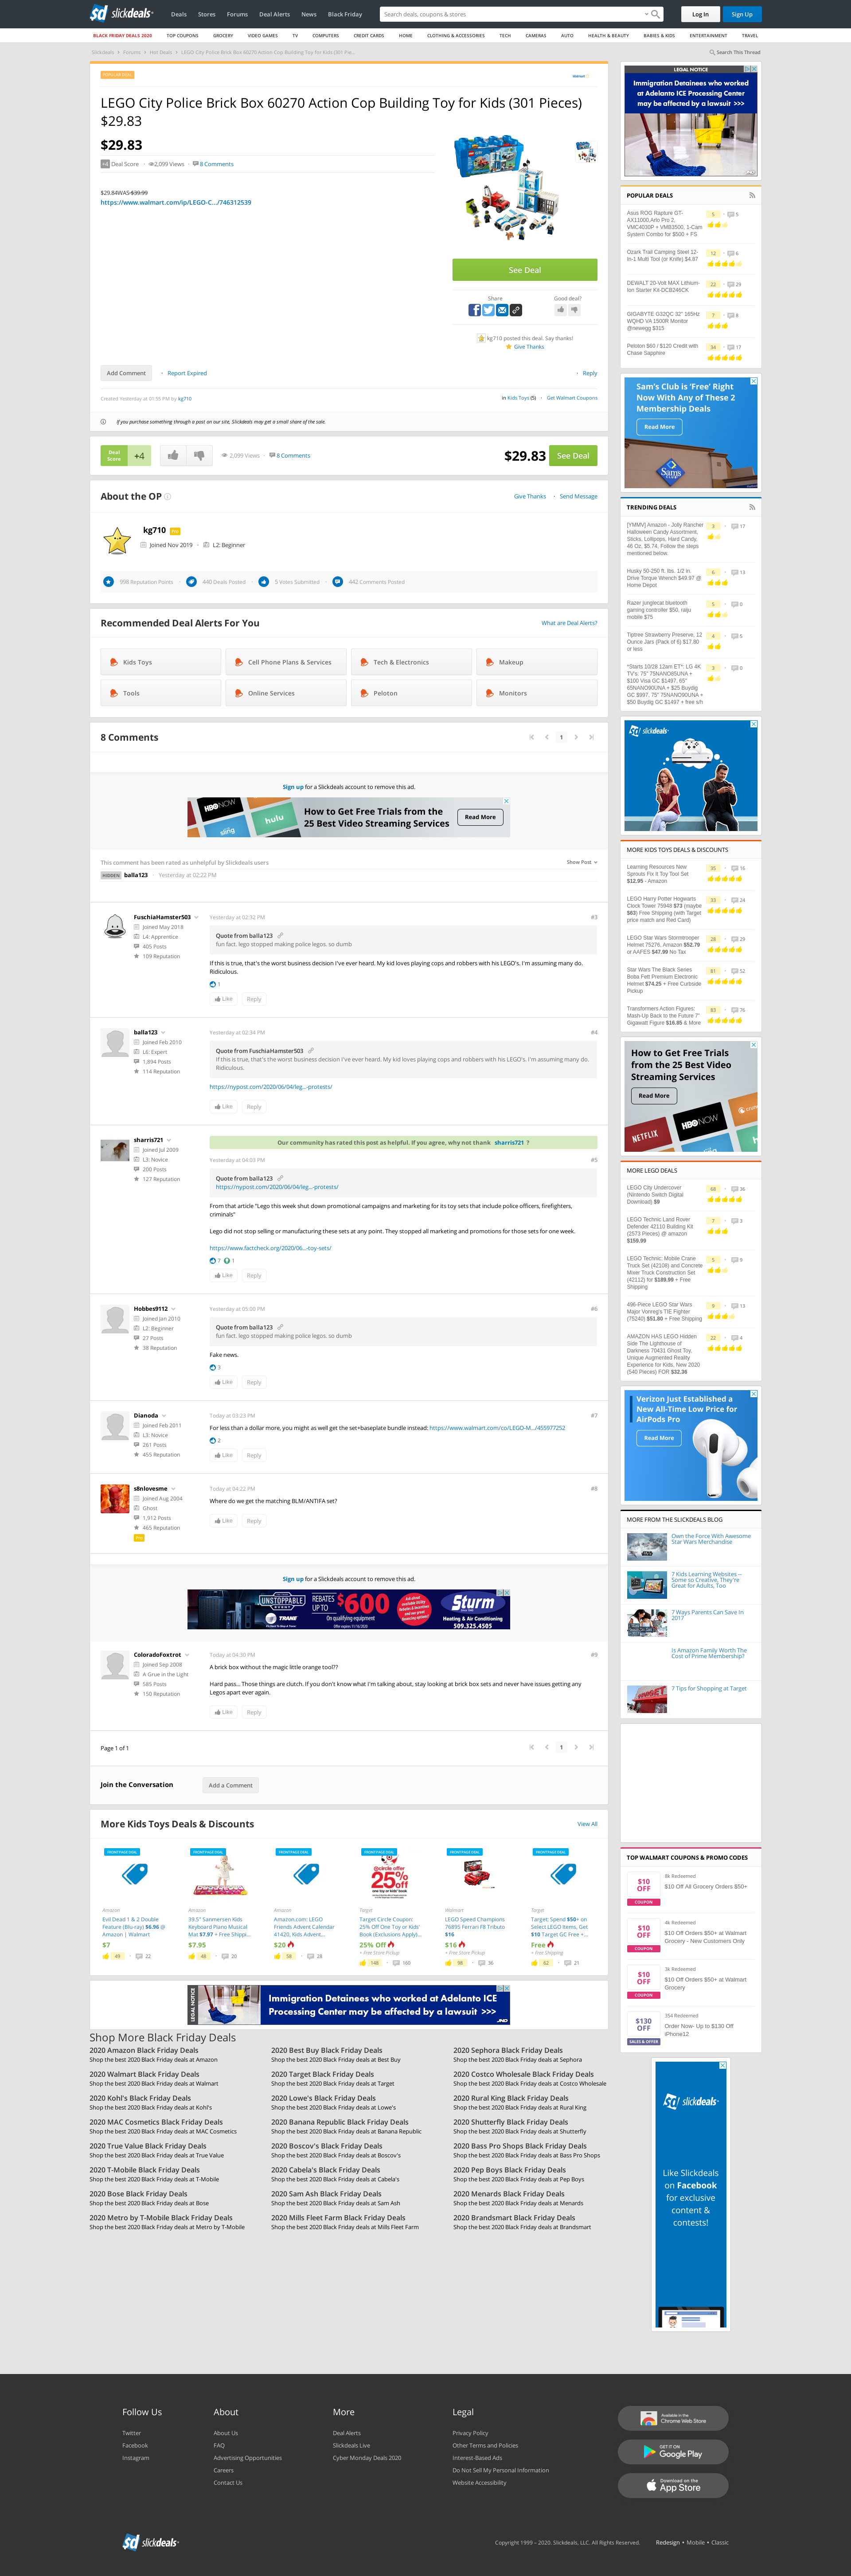 slickdeals
Deals Stores Forums Deal Alerts News Black Friday
Search deals, coupons & stores
Log In Sign Up
BLACK FRIDAY DEALS 2020 TOP COUPONS GROCERY VIDEO GAMES TV COMPUTERS CREDIT CARDS HOME CLOTHING & ACCESSORIES TECH CAMERAS AUTO HEALTH & BEAUTY BABIES & KIDS ENTERTAINMENT TRAVEL
Slickdeals Forums Hot Deals LEGO City Police Brick Box 60270 Action Cop Building Toy for Kids (301 Pie...
Search This Thread
POPULAR DEAL
Walmart
LEGO City Police Brick Box 60270 Action Cop Building Toy for Kids (301 Pieces)
$29.83
$29.83
+4 Deal Score 2,099 Views 8 Comments
$29.84WAS $39.99
https://www.walmart.com/ip/LEGO-C.../746312539
See Deal
Share Good deal?
kg710 posted this deal. Say thanks!
Give Thanks
Add Comment Report Expired Reply
Created Yesterday at 01:55 PM by kg710
in Kids Toys (5) Get Walmart Coupons
If you purchase something through a post on our site, Slickdeals may get a small share of the sale.
Deal Score +4 2,099 Views 8 Comments $29.83 See Deal
About the OP
Give Thanks Send Message
kg710 Pro
Joined Nov 2019 L2: Beginner
998 Reputation Points 440 Deals Posted 5 Votes Submitted 442 Comments Posted
Recommended Deal Alerts For You
What are Deal Alerts?
Kids Toys Cell Phone Plans & Services Tech & Electronics Makeup
Tools Online Services Peloton Monitors
8 Comments
1
Sign up for a Slickdeals account to remove this ad.
HBO NOW sling hulu
How to Get Free Trials from the
25 Best Video Streaming Services
Read More
This comment has been rated as unhelpful by Slickdeals users
Show Post
HIDDEN balla123 Yesterday at 02:22 PM
FuschiaHamster503
Joined May 2018
L4: Apprentice
405 Posts
109 Reputation
Yesterday at 02:32 PM #3
Quote from balla123
fun fact. lego stopped making police legos. so dumb
If this is true, that's the worst business decision I've ever heard. My kid loves playing cops and robbers with his LEGO's. I'm assuming many do.
Ridiculous.
1
Like Reply
balla123
Joined Feb 2010
L6: Expert
1,894 Posts
114 Reputation
Yesterday at 02:34 PM #4
Quote from FuschiaHamster503
If this is true, that's the worst business decision I've ever heard. My kid loves playing cops and robbers with his LEGO's. I'm assuming many do.
Ridiculous.
https://nypost.com/2020/06/04/leg...-protests/
Like Reply
sharris721
Joined Jul 2009
L3: Novice
200 Posts
127 Reputation
Our community has rated this post as helpful. If you agree, why not thank sharris721 ?
Yesterday at 04:03 PM #5
Quote from balla123
https://nypost.com/2020/06/04/leg...-protests/
From that article "Lego this week shut down promotional campaigns and marketing for its toy sets that include police officers, firefighters,
criminals"
Lego did not stop selling or manufacturing these sets at any point. They stopped all marketing and promotions for those sets for one week.
https://www.factcheck.org/2020/06...-toy-sets/
7 1
Like Reply
Hobbes9112
Joined Jan 2010
L2: Beginner
27 Posts
38 Reputation
Yesterday at 05:00 PM #6
Quote from balla123
fun fact. lego stopped making police legos. so dumb
Fake news.
3
Like Reply
Dianoda
Joined Feb 2011
L3: Novice
261 Posts
455 Reputation
Today at 03:23 PM #7
For less than a dollar more, you might as well get the set+baseplate bundle instead: https://www.walmart.com/co/LEGO-M.../455977252
2
Like Reply
s8nlovesme
Joined Aug 2004
Ghost
1,912 Posts
465 Reputation
Pro
Today at 04:22 PM #8
Where do we get the matching BLM/ANTIFA set?
Like Reply
Sign up for a Slickdeals account to remove this ad.
UNSTOPPABLE REBATES UP TO $600 On qualifying equipment
TRANE
Sturm Heating & Air Conditioning 509.325.4505
ColoradoFoxtrot
Joined Sep 2008
A Grue in the Light
585 Posts
150 Reputation
Today at 04:30 PM #9
A brick box without the magic little orange tool??
Hard pass... Those things are clutch. If you don't know what I'm talking about, stay looking at brick box sets and never have issues getting any
Legos apart ever again.
Like Reply
Page 1 of 1
1
Join the Conversation Add a Comment
More Kids Toys Deals & Discounts
View All
FRONTPAGE DEAL
Amazon
Evil Dead 1 & 2 Double Feature (Blu-ray) $6.96 @ Amazon | Walmart
$7
49 22
FRONTPAGE DEAL
Amazon
39.5" Sanmersen Kids Keyboard Piano Musical Mat $7.97 + Free Shippi...
$7.95
48 20
FRONTPAGE DEAL
Amazon
Amazon.com: LEGO Friends Advent Calendar 41420, Kids Advent...
$20
58 28
FRONTPAGE DEAL
circle offer 25% off
Target
Target Circle Coupon: 25% Off One Toy or Kids' Book (Exclusions Apply)...
25% Off
+ Free Store Pickup
148 160
FRONTPAGE DEAL
Walmart
LEGO Speed Champions 76895 Ferrari F8 Tributo $16
$16
+ Free Store Pickup
98 36
FRONTPAGE DEAL
Target
Target: Spend $50+ on Select LEGO Items, Get $10 Target GC Free +...
Free
+ Free Shipping
62 21
LEGAL NOTICE
Immigration Detainees who worked at Adelanto ICE
Processing Center may be affected by a lawsuit >>>
JND
Shop More Black Friday Deals
2020 Amazon Black Friday Deals
Shop the best 2020 Black Friday deals at Amazon
2020 Best Buy Black Friday Deals
Shop the best 2020 Black Friday deals at Best Buy
2020 Sephora Black Friday Deals
Shop the best 2020 Black Friday deals at Sephora
2020 Walmart Black Friday Deals
Shop the best 2020 Black Friday deals at Walmart
2020 Target Black Friday Deals
Shop the best 2020 Black Friday deals at Target
2020 Costco Wholesale Black Friday Deals
Shop the best 2020 Black Friday deals at Costco Wholesale
2020 Kohl's Black Friday Deals
Shop the best 2020 Black Friday deals at Kohl's
2020 Lowe's Black Friday Deals
Shop the best 2020 Black Friday deals at Lowe's
2020 Rural King Black Friday Deals
Shop the best 2020 Black Friday deals at Rural King
2020 MAC Cosmetics Black Friday Deals
Shop the best 2020 Black Friday deals at MAC Cosmetics
2020 Banana Republic Black Friday Deals
Shop the best 2020 Black Friday deals at Banana Republic
2020 Shutterfly Black Friday Deals
Shop the best 2020 Black Friday deals at Shutterfly
2020 True Value Black Friday Deals
Shop the best 2020 Black Friday deals at True Value
2020 Boscov's Black Friday Deals
Shop the best 2020 Black Friday deals at Boscov's
2020 Bass Pro Shops Black Friday Deals
Shop the best 2020 Black Friday deals at Bass Pro Shops
2020 T-Mobile Black Friday Deals
Shop the best 2020 Black Friday deals at T-Mobile
2020 Cabela's Black Friday Deals
Shop the best 2020 Black Friday deals at Cabela's
2020 Pep Boys Black Friday Deals
Shop the best 2020 Black Friday deals at Pep Boys
2020 Bose Black Friday Deals
Shop the best 2020 Black Friday deals at Bose
2020 Sam Ash Black Friday Deals
Shop the best 2020 Black Friday deals at Sam Ash
2020 Menards Black Friday Deals
Shop the best 2020 Black Friday deals at Menards
2020 Metro by T-Mobile Black Friday Deals
Shop the best 2020 Black Friday deals at Metro by T-Mobile
2020 Mills Fleet Farm Black Friday Deals
Shop the best 2020 Black Friday deals at Mills Fleet Farm
2020 Brandsmart Black Friday Deals
Shop the best 2020 Black Friday deals at Brandsmart
LEGAL NOTICE
Immigration Detainees who worked
at Adelanto ICE Processing Center
may be affected by a lawsuit >>>
POPULAR DEALS
Asus ROG Rapture GT-AX11000,Arlo Pro 2, VMC4030P + VMB3500, 1-Cam System Combo for $500 + FS
5 5
Ozark Trail Camping Steel 12-In-1 Multi Tool (or Knife) $4.87
12 6
DEWALT 20-Volt MAX Lithium-Ion Starter Kit-DCB246CK
22 29
GIGABYTE G32QC 32" 165Hz WQHD VA 1500R Monitor @newegg $315
7 8
Peloton $60 / $120 Credit with Chase Sapphire
34 17
Sam's Club is 'Free' Right
Now With Any of These 2
Membership Deals
Read More
Sam's
TRENDING DEALS
[YMMV] Amazon - Jolly Rancher Halloween Candy Assortment. Sticks, Lollipops, Hard Candy, 46 Oz, $5.74, Follow the steps mentioned below.
3 17
Husky 50-250 ft. lbs. 1/2 in. Drive Torque Wrench $49.97 @ Home Depot
6 13
Razer junglecat bluetooth gaming controller $50, raiju mobile $75
5 0
Tiptree Strawberry Preserve, 12 Ounce Jars (Pack of 6) $17.80 or less
4 5
*Starts 10/28 12am ET*: LG 4K TV's: 75" 75NANO85UNA + $100 Visa GC $1497, 65" 65NANO90UNA + $25 Buydig GC $997, 75" 75NANO90UNA + $50 Buydig GC $1497 + free s/h
3 0
slickdeals
MORE KIDS TOYS DEALS & DISCOUNTS
Learning Resources New Sprouts Fix It Toy Tool Set $12.95 - Amazon
35 16
LEGO Harry Potter Hogwarts Clock Tower 75948 $73 (maybe $63) Free Shipping (with Target price match and Red Card)
33 24
LEGO Star Wars Stormtrooper Helmet 75276, Amazon $52.79 or AAFES $47.99 No Tax
28 29
Star Wars The Black Series Boba Fett Premium Electronic Helmet $74.25 + Free Curbside Pickup
81 52
Transformers Action Figures: Mash-Up Back to the Future 7" Gigawatt Figure $16.85 & More
83 76
How to Get Free Trials
from the 25 Best Video
Streaming Services
Read More
NETFLIX HBO NOW
MORE LEGO DEALS
LEGO City Undercover (Nintendo Switch Digital Download) $9
68 36
LEGO Technic Land Rover Defender 42110 Building Kit (2573 Pieces) @ amazon $159.99
7 3
LEGO Technic: Mobile Crane Truck Set (42108) and Concrete Mixer Truck Construction Set (42112) for $189.99 + Free Shipping
5 9
496-Piece LEGO Star Wars Major Vonreg's TIE Fighter (75240) $51.80 + Free Shipping
9 13
AMAZON HAS LEGO Hidden Side The Lighthouse of Darkness 70431 Ghost Toy, Unique Augmented Reality Experience for Kids, New 2020 (540 Pieces) FOR $32.36
22 4
Verizon Just Established a
New All-Time Low Price for
AirPods Pro
Read More
MORE FROM THE SLICKDEALS BLOG
Own the Force With Awesome Star Wars Merchandise
7 Kids Learning Websites – Some so Creative, They're Great for Adults, Too
7 Ways Parents Can Save In 2017
Is Amazon Family Worth The Cost of Prime Membership?
7 Tips for Shopping at Target
TOP WALMART COUPONS & PROMO CODES
$10 OFF COUPON
8k Redeemed
$10 Off All Grocery Orders $50+
$10 OFF COUPON
4k Redeemed
$10 Off Orders $50+ at Walmart Grocery - New Customers Only
$10 OFF COUPON
3k Redeemed
$10 Off Orders $50+ at Walmart Grocery
$130 OFF SALES & OFFER
354 Redeemed
Order Now- Up to $130 Off iPhone12
slickdeals
Like Slickdeals
on Facebook
for exclusive
content &
contests!
Follow Us
Twitter
Facebook
Instagram
About
About Us
FAQ
Advertising Opportunities
Careers
Contact Us
More
Deal Alerts
Slickdeals Live
Cyber Monday Deals 2020
Legal
Privacy Policy
Other Terms and Policies
Interest-Based Ads
Do Not Sell My Personal Information
Website Accessibility
Available in the Chrome Web Store
GET IT ON Google Play
Download on the App Store
slickdeals
Copyright 1999 - 2020. Slickdeals, LLC. All Rights Reserved. Redesign • Mobile • Classic